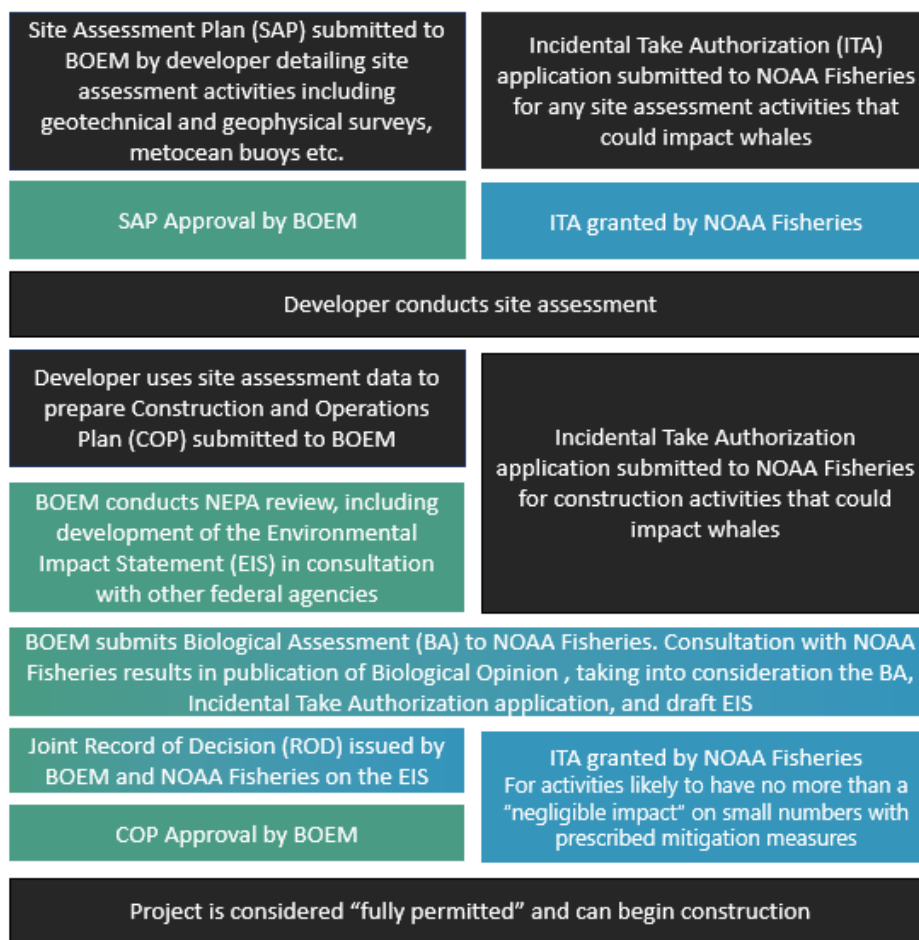 Site Assessment Plan (SAP) submitted to
BOEM by developer detailing site
assessment activities including
geotechnical and geophysical surveys,
metocean buoys etc.
Incidental Take Authorization (ITA)
application submitted to NOAA Fisheries
for any site assessment activities that
could impact whales
SAP Approval by BOEM
ITA granted by NOAA Fisheries
Developer conducts site assessment
Developer uses site assessment data to
prepare Construction and Operations
Plan (COP) submitted to BOEM
Incidental Take Authorization
application submitted to NOAA Fisheries
for construction activities that could
impact whales
BOEM conducts NEPA review, including
development of the Environmental
Impact Statement (EIS) in consultation
with other federal agencies
BOEM submits Biological Assessment (BA) to NOAA Fisheries. Consultation with NOAA
Fisheries results in publication of Biological Opinion , taking into consideration the BA,
Incidental Take Authorization application, and draft EIS
Joint Record of Decision (ROD) issued by
BOEM and NOAA Fisheries on the EIS
COP Approval by BOEM
ITA granted by NOAA Fisheries
For activities likely to have no more than a
"negligible impact" on small numbers with
prescribed mitigation measures
Project is considered “fully permitted” and can begin construction